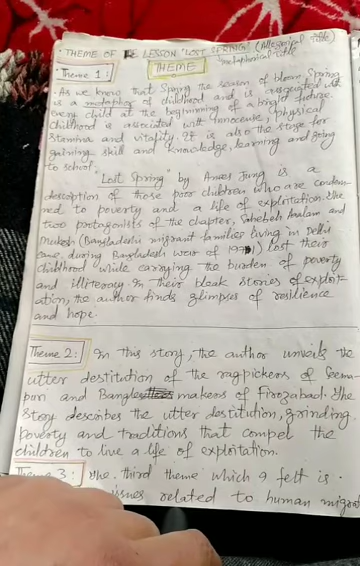 • THEME OF LESSON 'LOST SPRING' (Allegorical title)
THEME
metaphorical title
Theme 1:
• As we know that Spring the season of bloom. Spring
is a metaphor of childhood and is associated with
every child at the beginning of a bright future.
childhood is associated with innocense, physical
stamina and vitality. It is also the stage for
gaining skill and knowledge, learning and going
to school.
'Lost Spring' by Anees Jung is a
description of those poor children who are condem-
ned to poverty and a life of exploitation. The
two protagonists of the chapter, Saheb-e-Aalam and
Mukesh (Bangladeshi migrant families living in Delhi
came during Bangladesh war of 1971) lost their
childhood while carrying the burden of poverty
and illiteracy. In their bleak stories of exploit-
ation, the author finds glimpses of resilience
and hope.
Theme 2: In this story, the author unveils the
utter destitution of the ragpickers of Seema-
puri and Bangle makers of Firozabad. The
story describes the utter destitution, grinding
poverty and traditions that compel the
children to live a life of exploitation.
Theme 3: The third theme which I felt is
issues related to human migrat